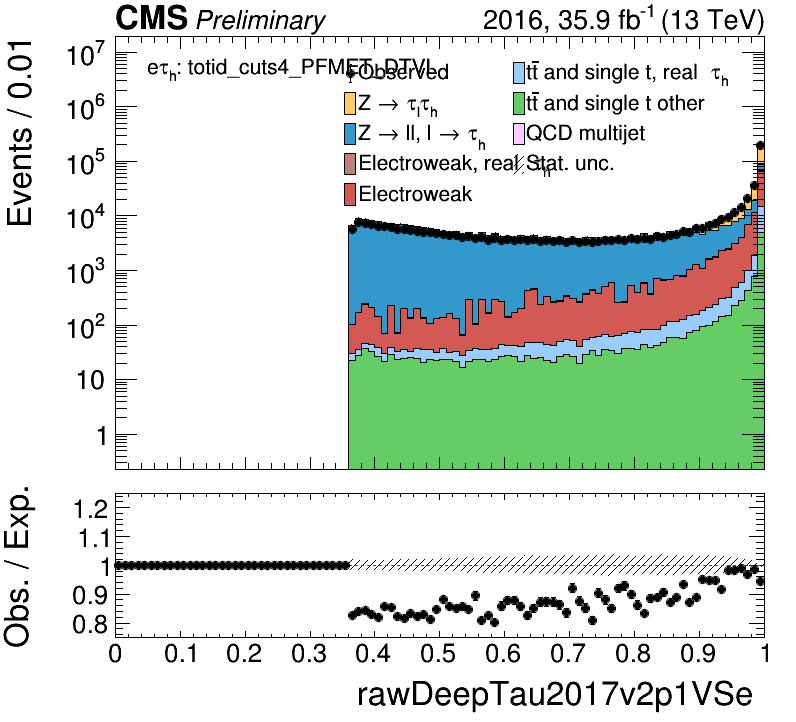 CMS Preliminary 2016, 35.9 fb⁻¹ (13 TeV)
eτₕ: totid_cuts4_PFMET_DTVL
Observed
Z → τₗτₕ
Z → ll, l → τₕ
Electroweak, real τₕ
Electroweak
tt̄ and single t, real τₕ
tt̄ and single t other
QCD multijet
Stat. unc.
Events / 0.01
10⁷
10⁶
10⁵
10⁴
10³
10²
10
1
Obs. / Exp.
1.2
1.1
1
0.9
0.8
0 0.1 0.2 0.3 0.4 0.5 0.6 0.7 0.8 0.9 1
rawDeepTau2017v2p1VSe